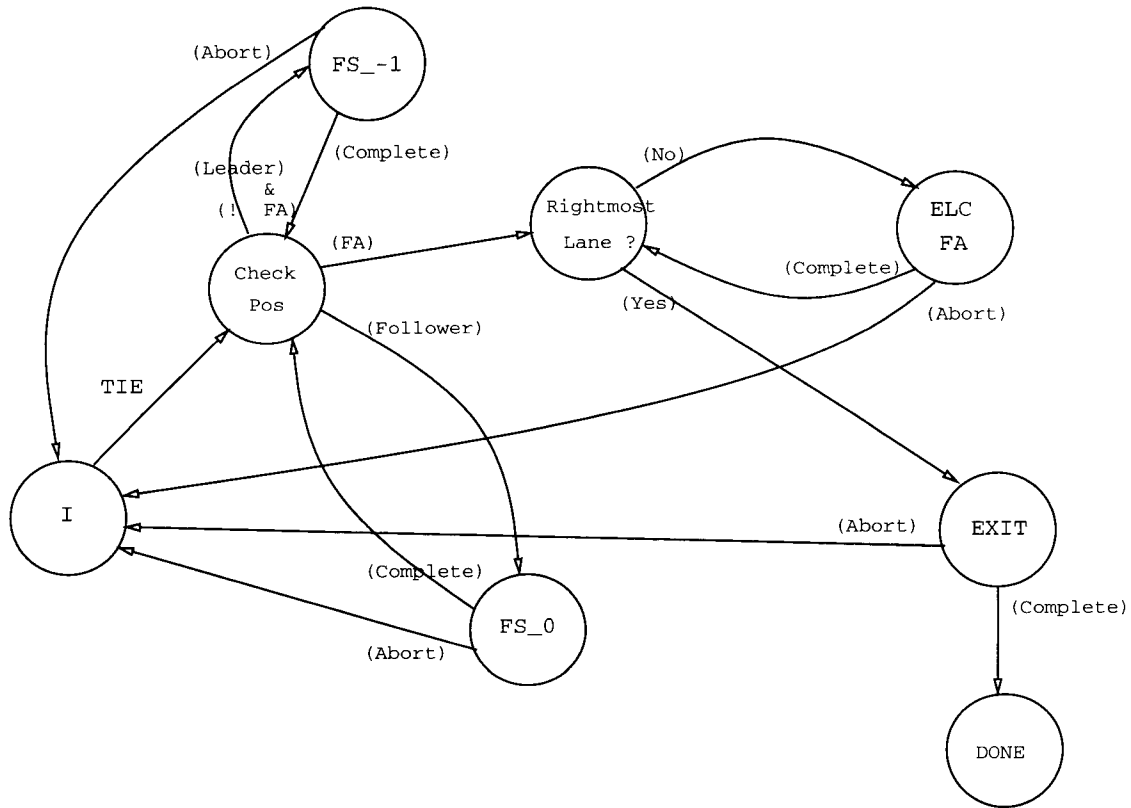 (Abort)
FS_-1
(Complete)
(Leader)
&
(! FA)
(No)
Rightmost
Lane ?
ELC
FA
(FA)
Check
Pos
(Complete)
(Yes)
(Abort)
(Follower)
TIE
I
(Abort)
EXIT
(Complete)
(Abort)
FS_0
(Complete)
DONE